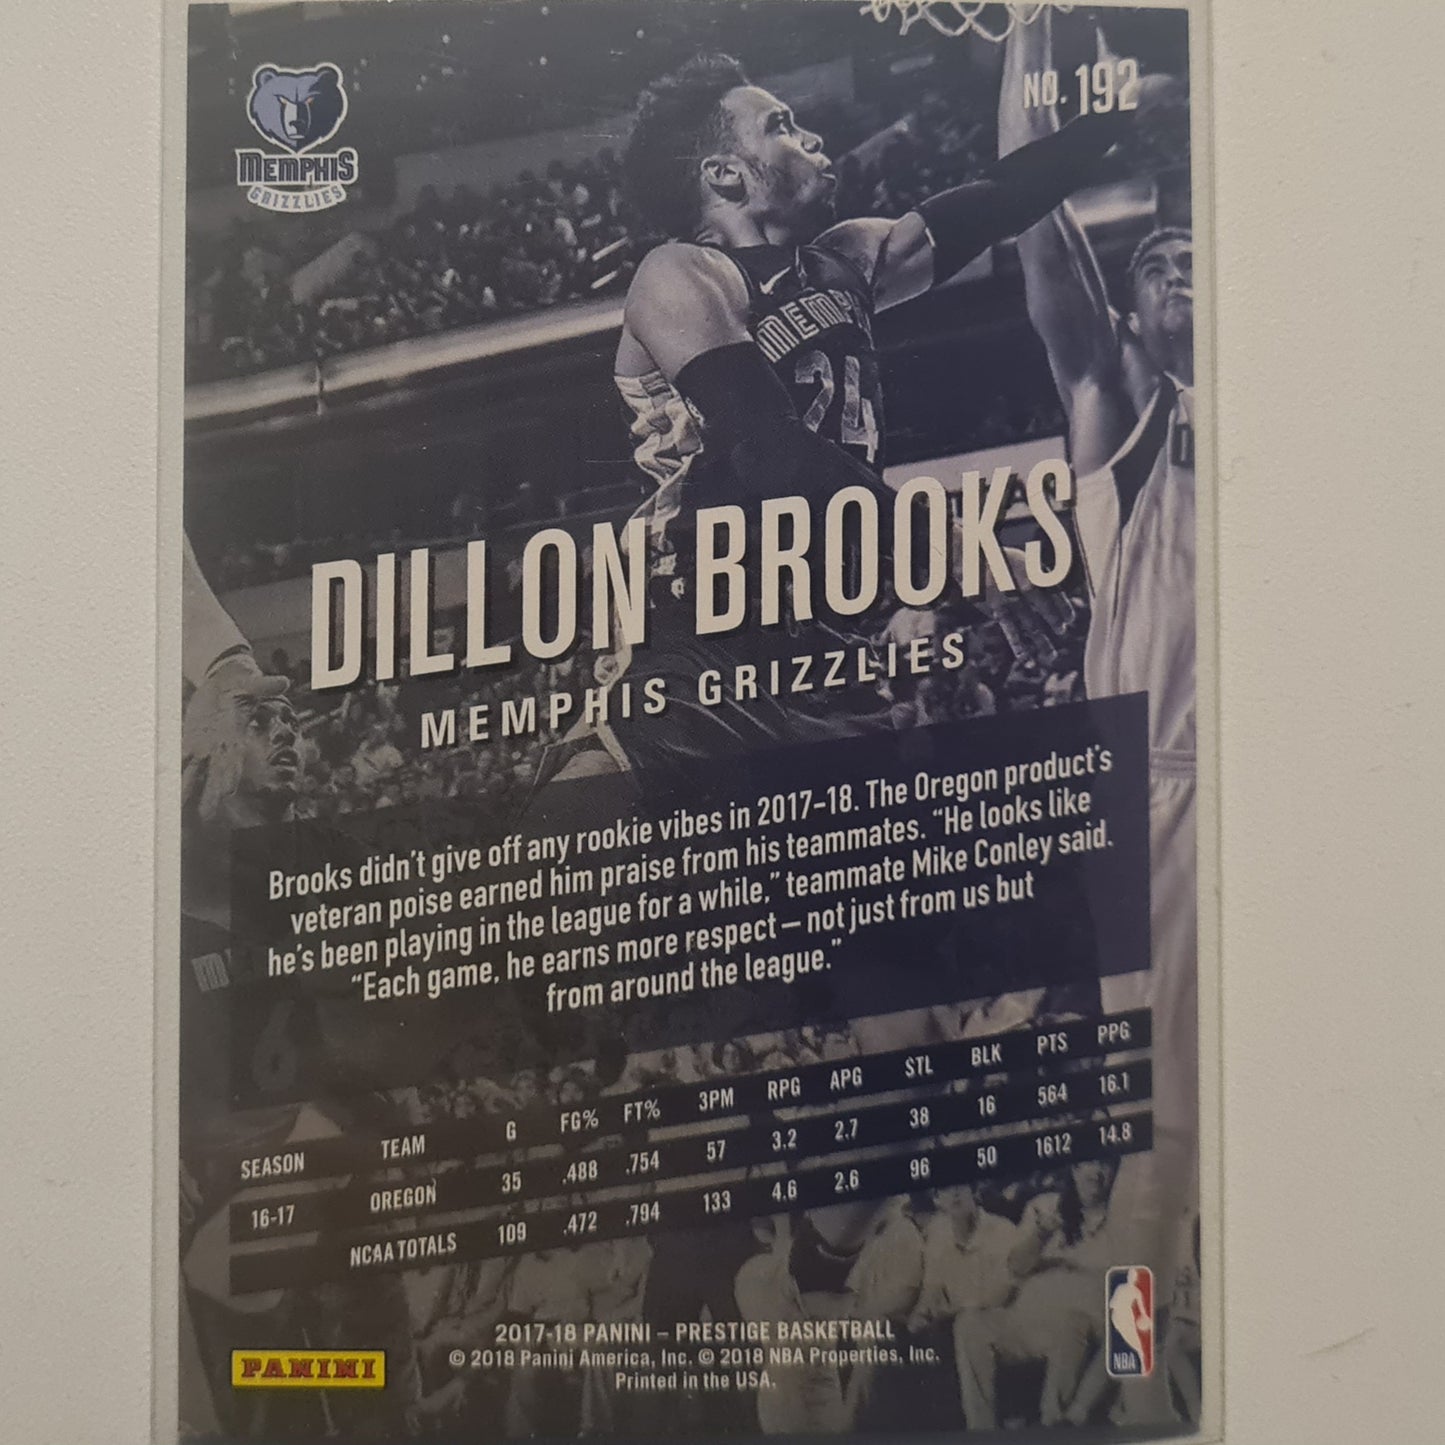 MEMPHIS
GRIZZLIES
NO. 192
MEMP
24
DILLON BROOKS
MEMPHIS GRIZZLIES
Brooks didn't give off any rookie vibes in 2017-18. The Oregon product's
veteran poise earned him praise from his teammates. “He looks like
he's been playing in the league for a while,” teammate Mike Conley said.
“Each game, he earns more respect – not just from us but
from around the league.”
SEASON TEAM G FG% FT% 3PM RPG APG STL BLK PTS PPG
16-17 OREGON 35 .488 .754 57 3.2 2.7 38 16 564 16.1
NCAA TOTALS 109 .472 .794 133 4.6 2.6 96 50 1612 14.8
2017-18 PANINI – PRESTIGE BASKETBALL
© 2018 Panini America, Inc. © 2018 NBA Properties, Inc.
Printed in the USA.
PANINI
NBA